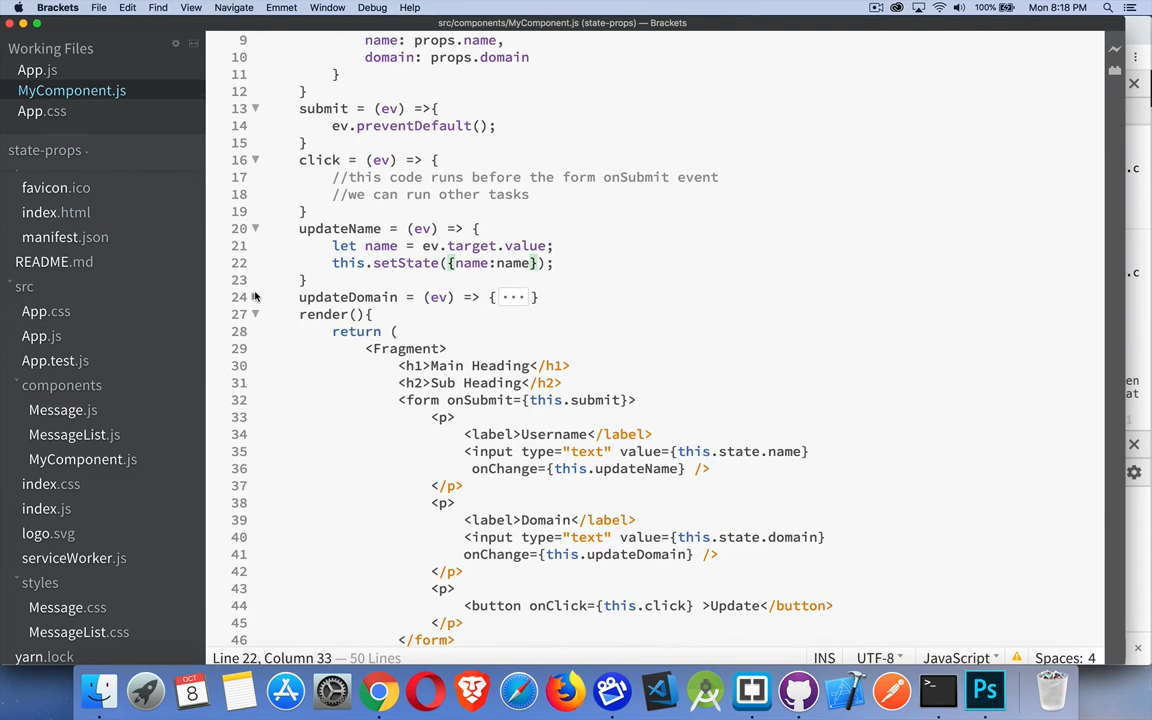 Brackets File Edit Find View Navigate Emmet Window Debug Help 100% Mon 8:18 PM
src/components/MyComponent.js (state-props) — Brackets
Working Files
App.js
MyComponent.js
App.css
state-props
favicon.ico
index.html
manifest.json
README.md
src
App.css
App.js
App.test.js
components
Message.js
MessageList.js
MyComponent.js
index.css
index.js
logo.svg
serviceWorker.js
styles
Message.css
MessageList.css
yarn.lock
9 name: props.name,
10 domain: props.domain
11 }
12 }
13 submit = (ev) =>{
14 ev.preventDefault();
15 }
16 click = (ev) => {
17 //this code runs before the form onSubmit event
18 //we can run other tasks
19 }
20 updateName = (ev) => {
21 let name = ev.target.value;
22 this.setState({name:name});
23 }
24 updateDomain = (ev) => {...}
27 render(){
28 return (
29 <Fragment>
30 <h1>Main Heading</h1>
31 <h2>Sub Heading</h2>
32 <form onSubmit={this.submit}>
33 <p>
34 <label>Username</label>
35 <input type="text" value={this.state.name}
36 onChange={this.updateName} />
37 </p>
38 <p>
39 <label>Domain</label>
40 <input type="text" value={this.state.domain}
41 onChange={this.updateDomain} />
42 </p>
43 <p>
44 <button onClick={this.click} >Update</button>
45 </p>
46 </form>
Line 22, Column 33 — 50 Lines INS UTF-8 JavaScript Spaces: 4
.c
.c
en
at
OCT
8
>_
Ps